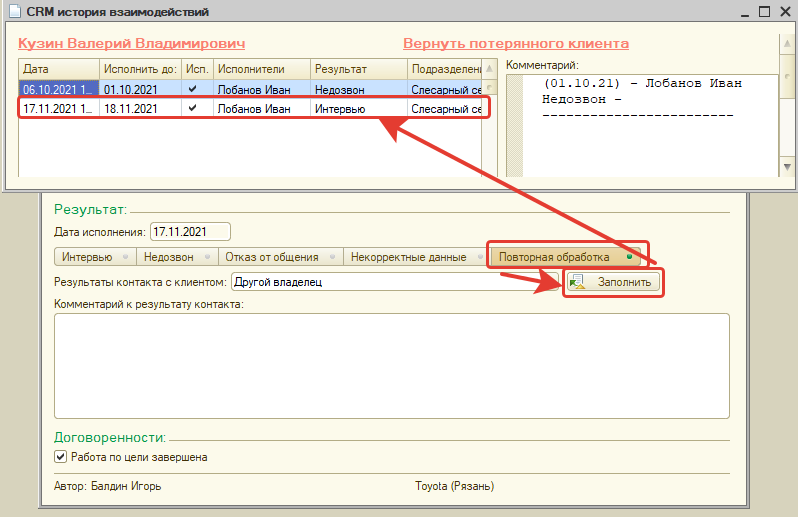 CRM история взаимодействий
Кузин Валерий Владимирович Вернуть потерянного клиента
Дата Исполнить до: Исп. Исполнители Результат Подразделени
Комментарий:
06.10.2021 1... 01.10.2021 Лобанов Иван Недозвон Слесарный се
17.11.2021 1... 18.11.2021 Лобанов Иван Интервью Слесарный се
(01.10.21) - Лобанов Иван
Недозвон -
------------------------
Результат:
Дата исполнения: 17.11.2021
Интервью Недозвон Отказ от общения Некорректные данные Повторная обработка
Результаты контакта с клиентом: Другой владелец Заполнить
Комментарий к результату контакта:
Договоренности:
Работа по цели завершена
Автор: Балдин Игорь Toyota (Рязань)